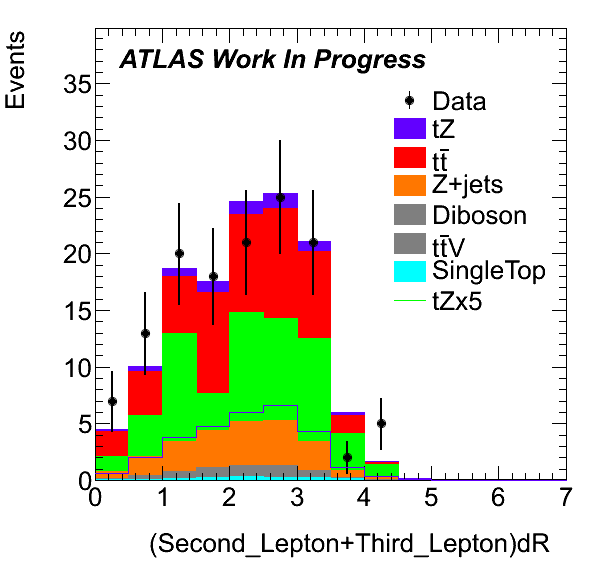 Events
ATLAS Work In Progress
35
30
25
20
15
10
5
0
Data
tZ
tt̄
Z+jets
Diboson
tt̄V
SingleTop
tZx5
0 1 2 3 4 5 6 7
(Second_Lepton+Third_Lepton)dR